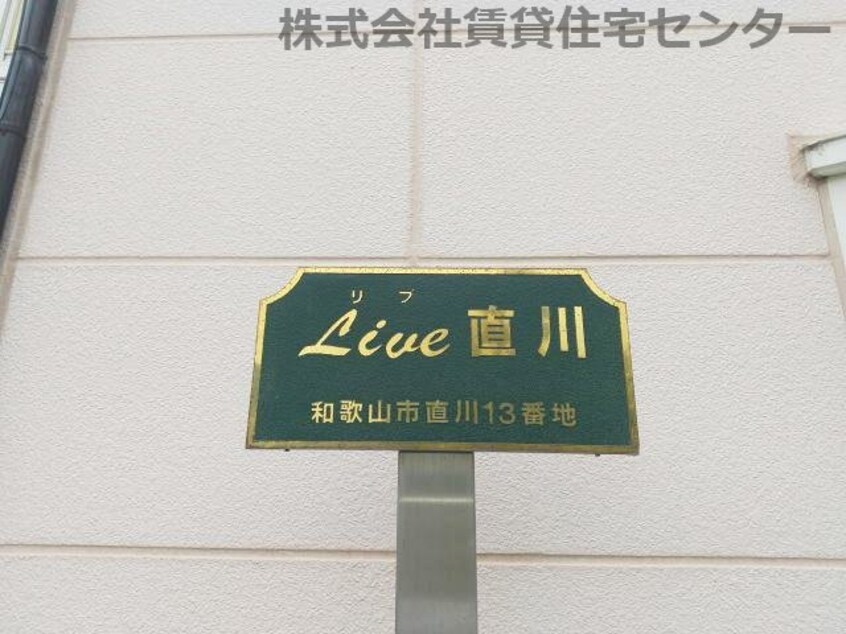 株式会社賃貸住宅センター
リブ
Live 直川
和歌山市直川13番地